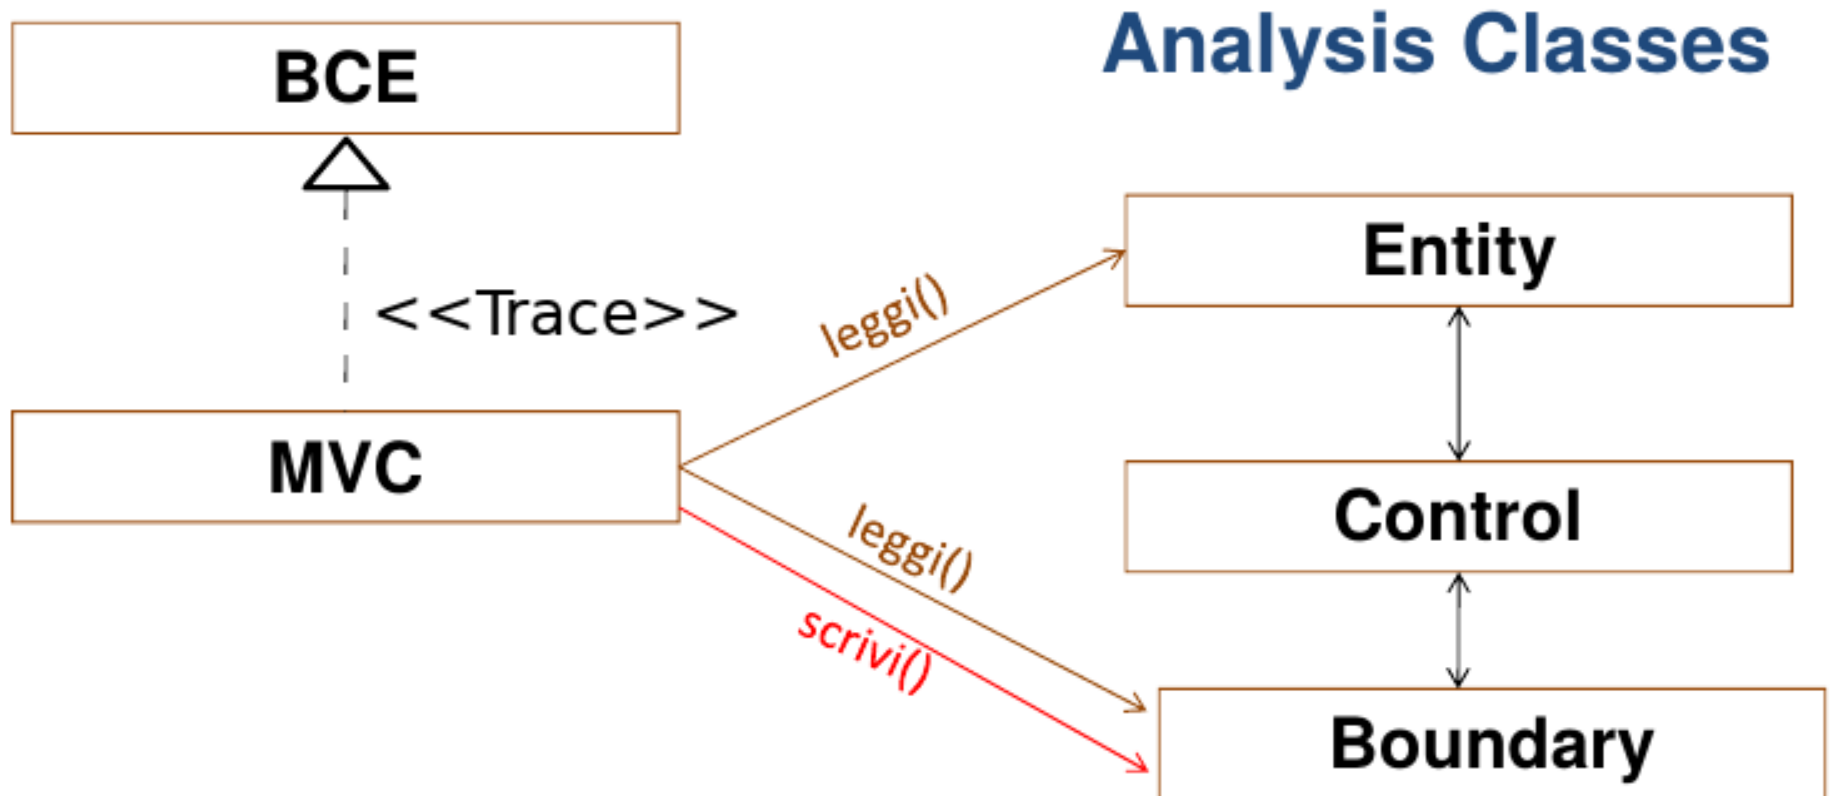 Analysis Classes
BCE
<<Trace>>
MVC
leggi()
leggi()
scrivi()
Entity
Control
Boundary